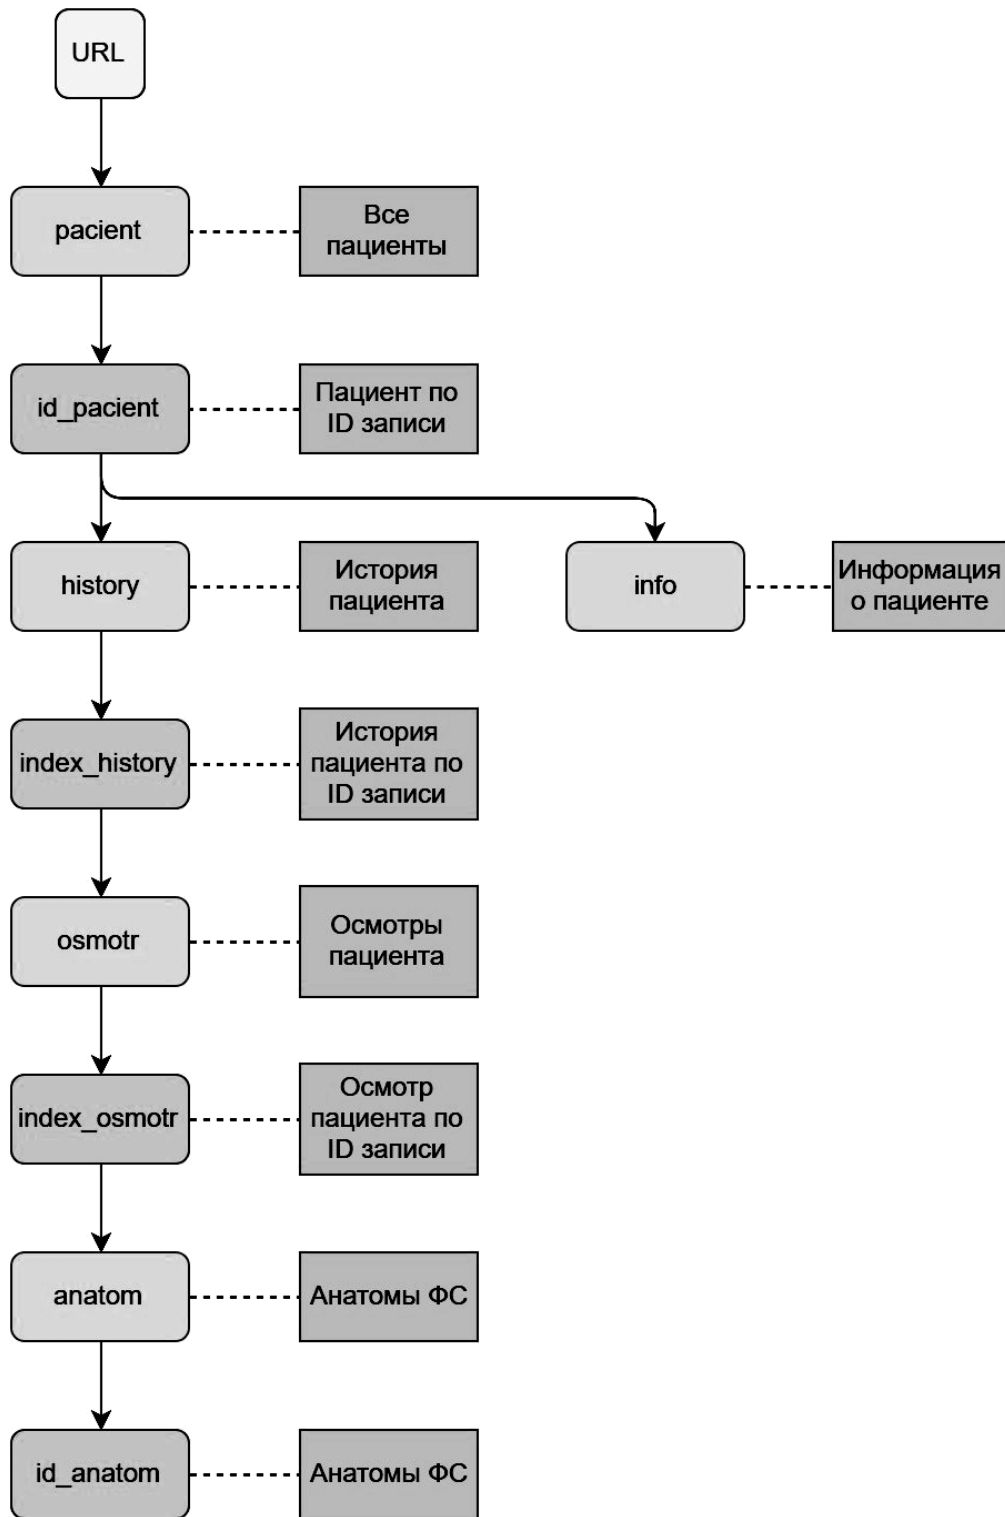 URL
pacient
Все
пациенты
id_pacient
Пациент по
ID записи
history
История
пациента
info
Информация
о пациенте
index_history
История
пациента по
ID записи
osmotr
Осмотры
пациента
index_osmotr
Осмотр
пациента по
ID записи
anatom
Анатомы ФС
id_anatom
Анатомы ФС